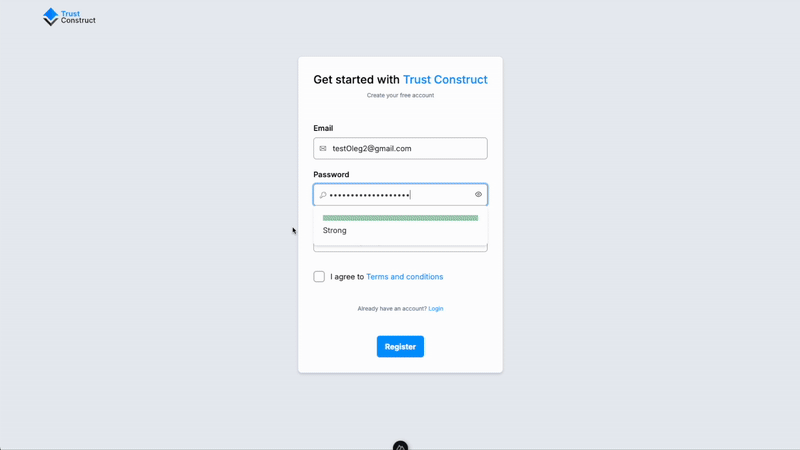 Trust
Construct
Get started with Trust Construct
Create your free account
Email
testOleg2@gmail.com
Password
Strong
I agree to Terms and conditions
Already have an account? Login
Register